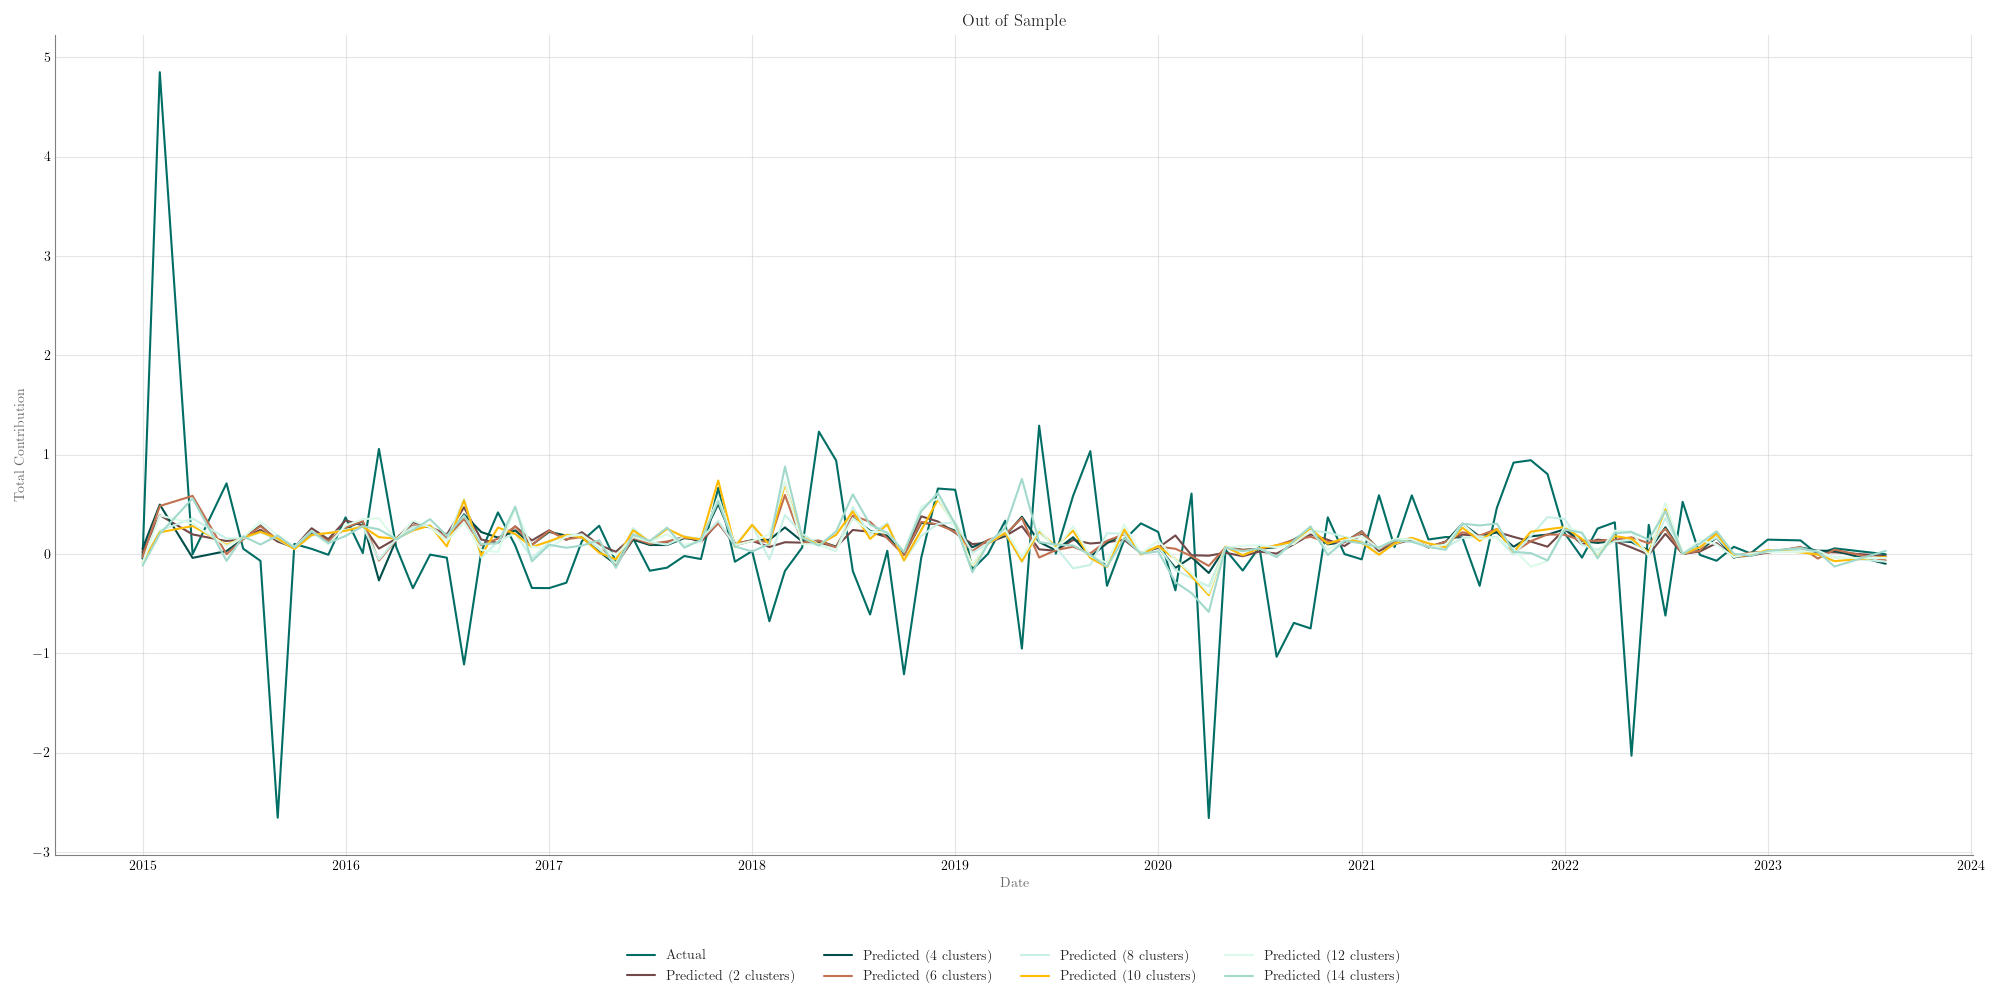 Out of Sample
Total Contribution
5
4
3
2
1
0
−1
−2
−3
2015 2016 2017 2018 2019 2020 2021 2022 2023 2024
Date
Actual Predicted (4 clusters) Predicted (8 clusters) Predicted (12 clusters)
Predicted (2 clusters) Predicted (6 clusters) Predicted (10 clusters) Predicted (14 clusters)